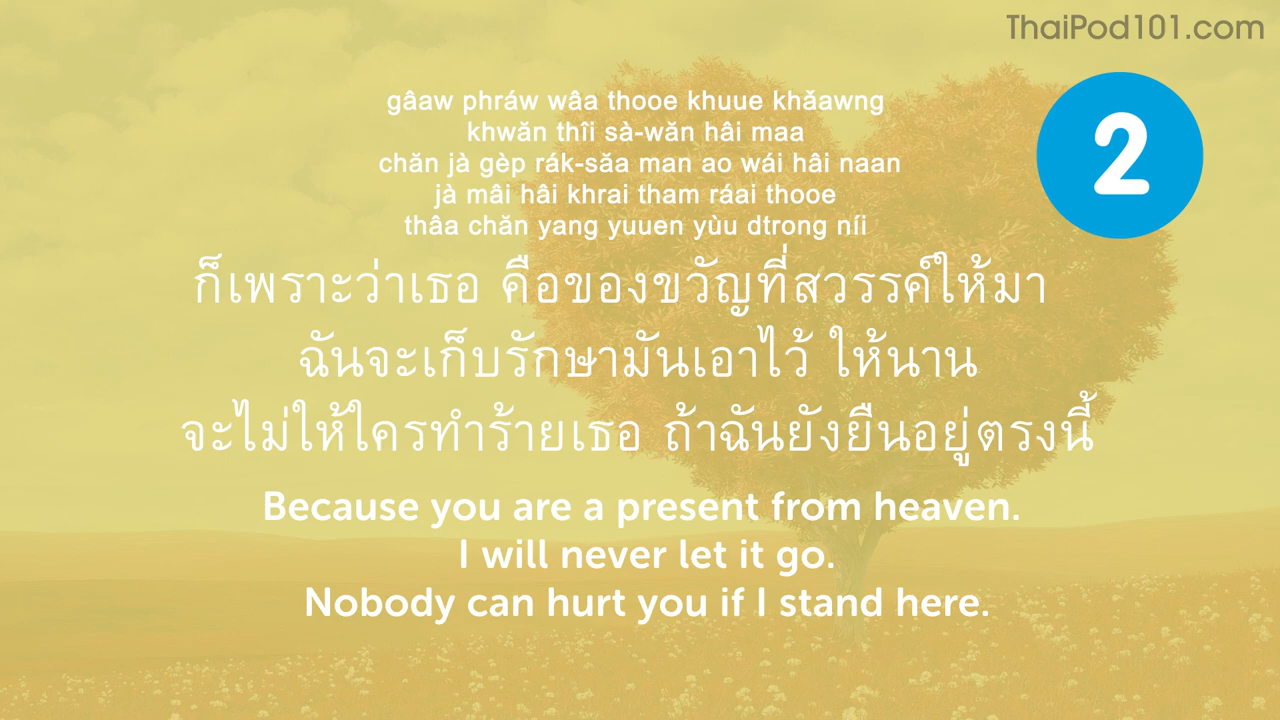 ThaiPod101.com
2
gâaw phráw wâa thooe khuue khǎawng
khwǎn thîi sà-wǎn hâi maa
chǎn jà gèp rák-sǎa man ao wái hâi naan
jà mâi hâi khrai tham ráai thooe
thâa chǎn yang yuuen yùu dtrong níi
ก็เพราะว่าเธอ คือของขวัญที่สวรรค์ให้มา
ฉันจะเก็บรักษามันเอาไว้ ให้นาน
จะไม่ให้ใครทำร้ายเธอ ถ้าฉันยังยืนอยู่ตรงนี้
Because you are a present from heaven.
I will never let it go.
Nobody can hurt you if I stand here.